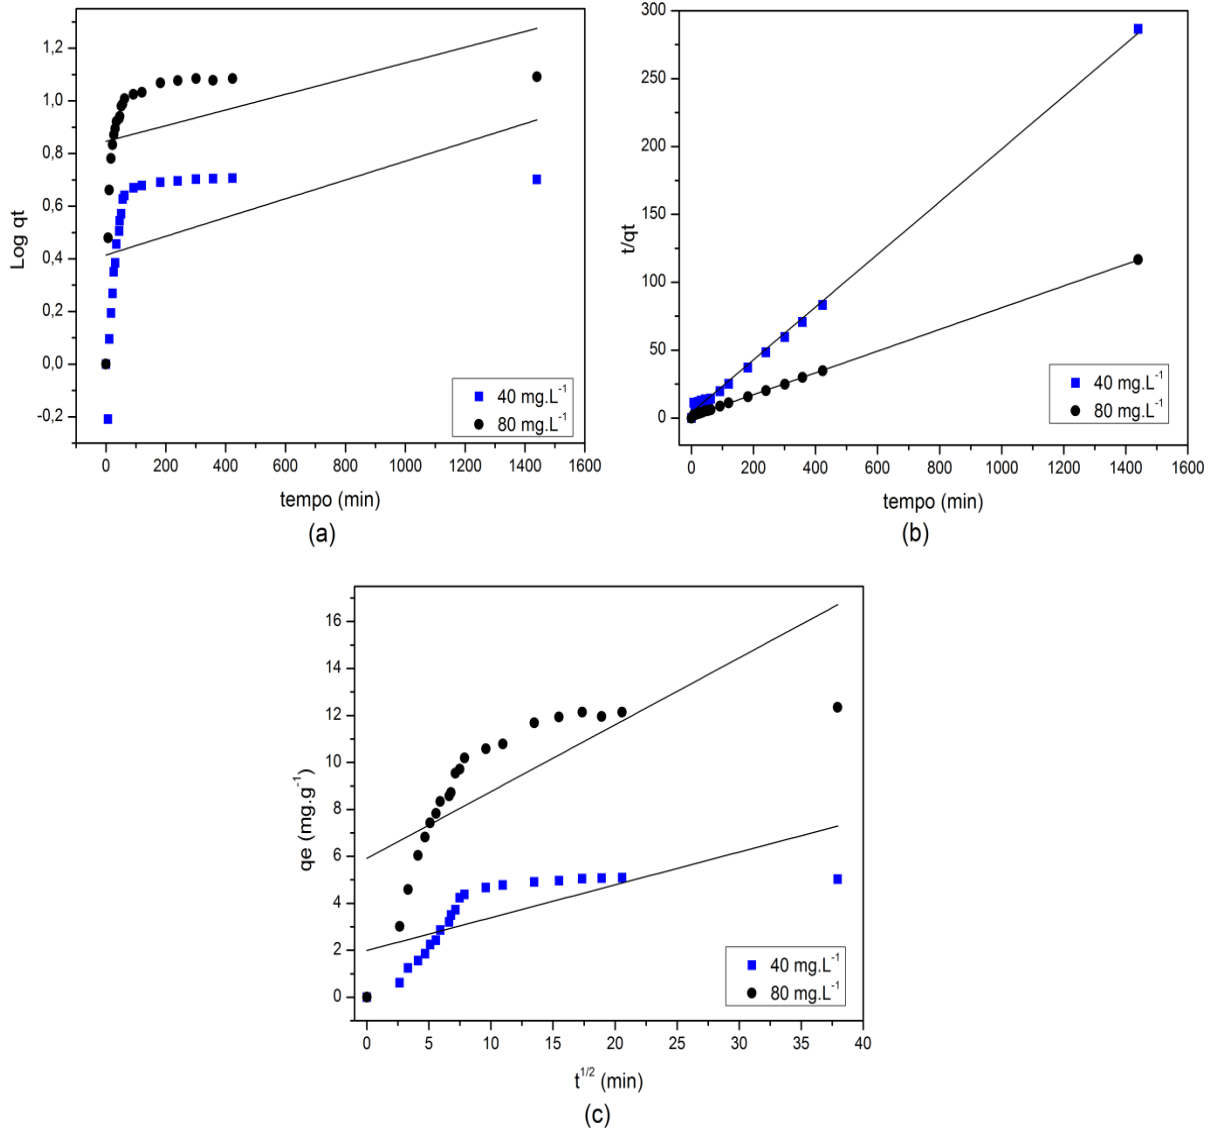 1,2
1,0
0,8
0,6
0,4
0,2
0,0
-0,2
Log qt
0 200 400 600 800 1000 1200 1400 1600
tempo (min)
40 mg.L⁻¹
80 mg.L⁻¹
(a)
300
250
200
150
100
50
0
t/qt
0 200 400 600 800 1000 1200 1400 1600
tempo (min)
40 mg.L⁻¹
80 mg.L⁻¹
(b)
16
14
12
10
8
6
4
2
0
qe (mg.g⁻¹)
0 5 10 15 20 25 30 35 40
t¹/² (min)
40 mg.L⁻¹
80 mg.L⁻¹
(c)